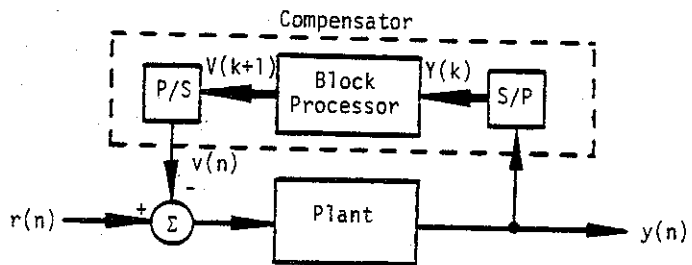 Compensator
V(k+1)
Y(k)
P/S
Block
Processor
S/P
v(n)
-
r(n)
+
Σ
Plant
y(n)